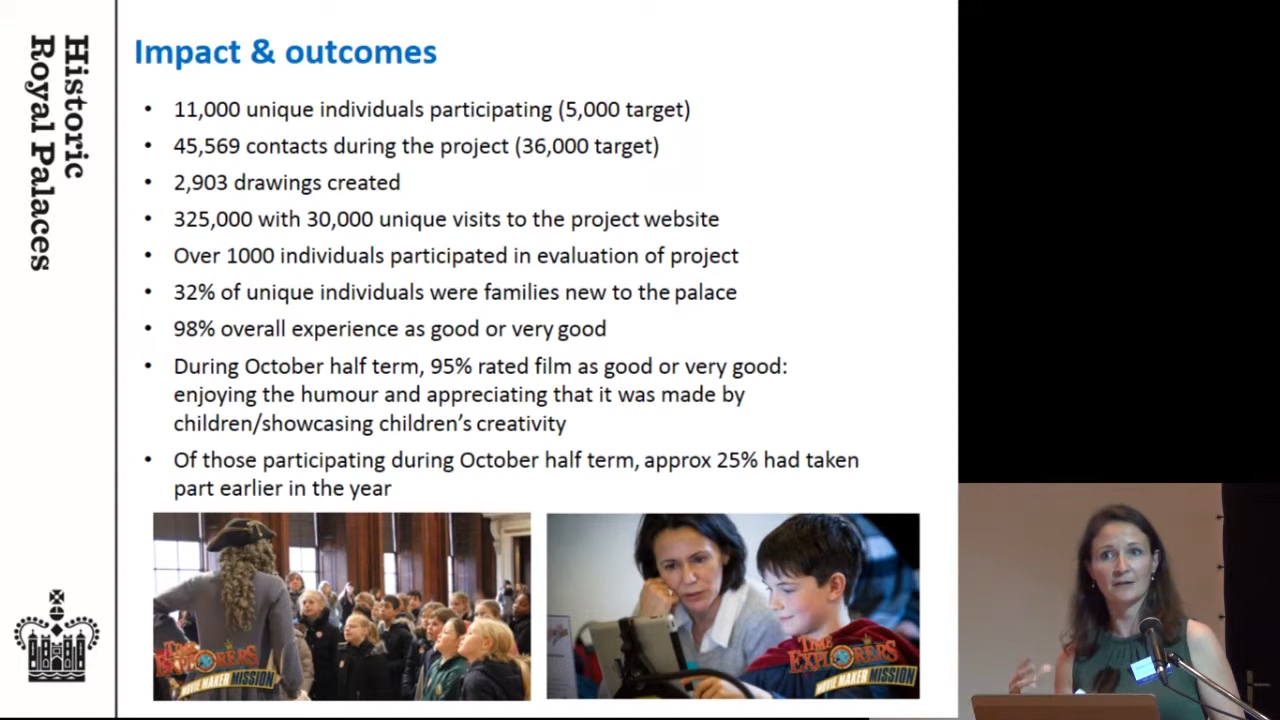 Historic
Royal Palaces
Impact & outcomes
• 11,000 unique individuals participating (5,000 target)
• 45,569 contacts during the project (36,000 target)
• 2,903 drawings created
• 325,000 with 30,000 unique visits to the project website
• Over 1000 individuals participated in evaluation of project
• 32% of unique individuals were families new to the palace
• 98% overall experience as good or very good
• During October half term, 95% rated film as good or very good:
enjoying the humour and appreciating that it was made by
children/showcasing children's creativity
• Of those participating during October half term, approx 25% had taken
part earlier in the year
TIME
EXPLORERS
MOVIE MAKER MISSION
TIME
EXPLORERS
MOVIE MAKER MISSION